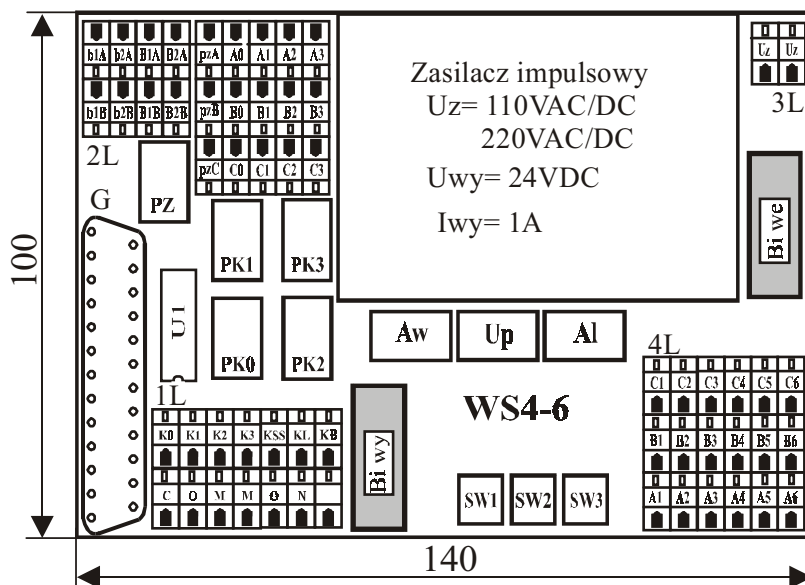 b1A b2A B1A B2A
b1B b2B B1B B2B
2L
pzA A0 A1 A2 A3
pzB B0 B1 B2 B3
pzC C0 C1 C2 C3
Zasilacz impulsowy
Uz= 110VAC/DC
220VAC/DC
Uwy= 24VDC
Iwy= 1A
Uz Uz
3L
G
PZ
PK1
PK3
Bi we
100
U1
PK0
PK2
Aw
Up
Al
4L
1L
K0 K1 K2 K3 KSS KL KB
C O M M O N
Bi wy
WS4-6
SW1
SW2
SW3
C1 C2 C3 C4 C5 C6
B1 B2 B3 B4 B5 B6
A1 A2 A3 A4 A5 A6
140